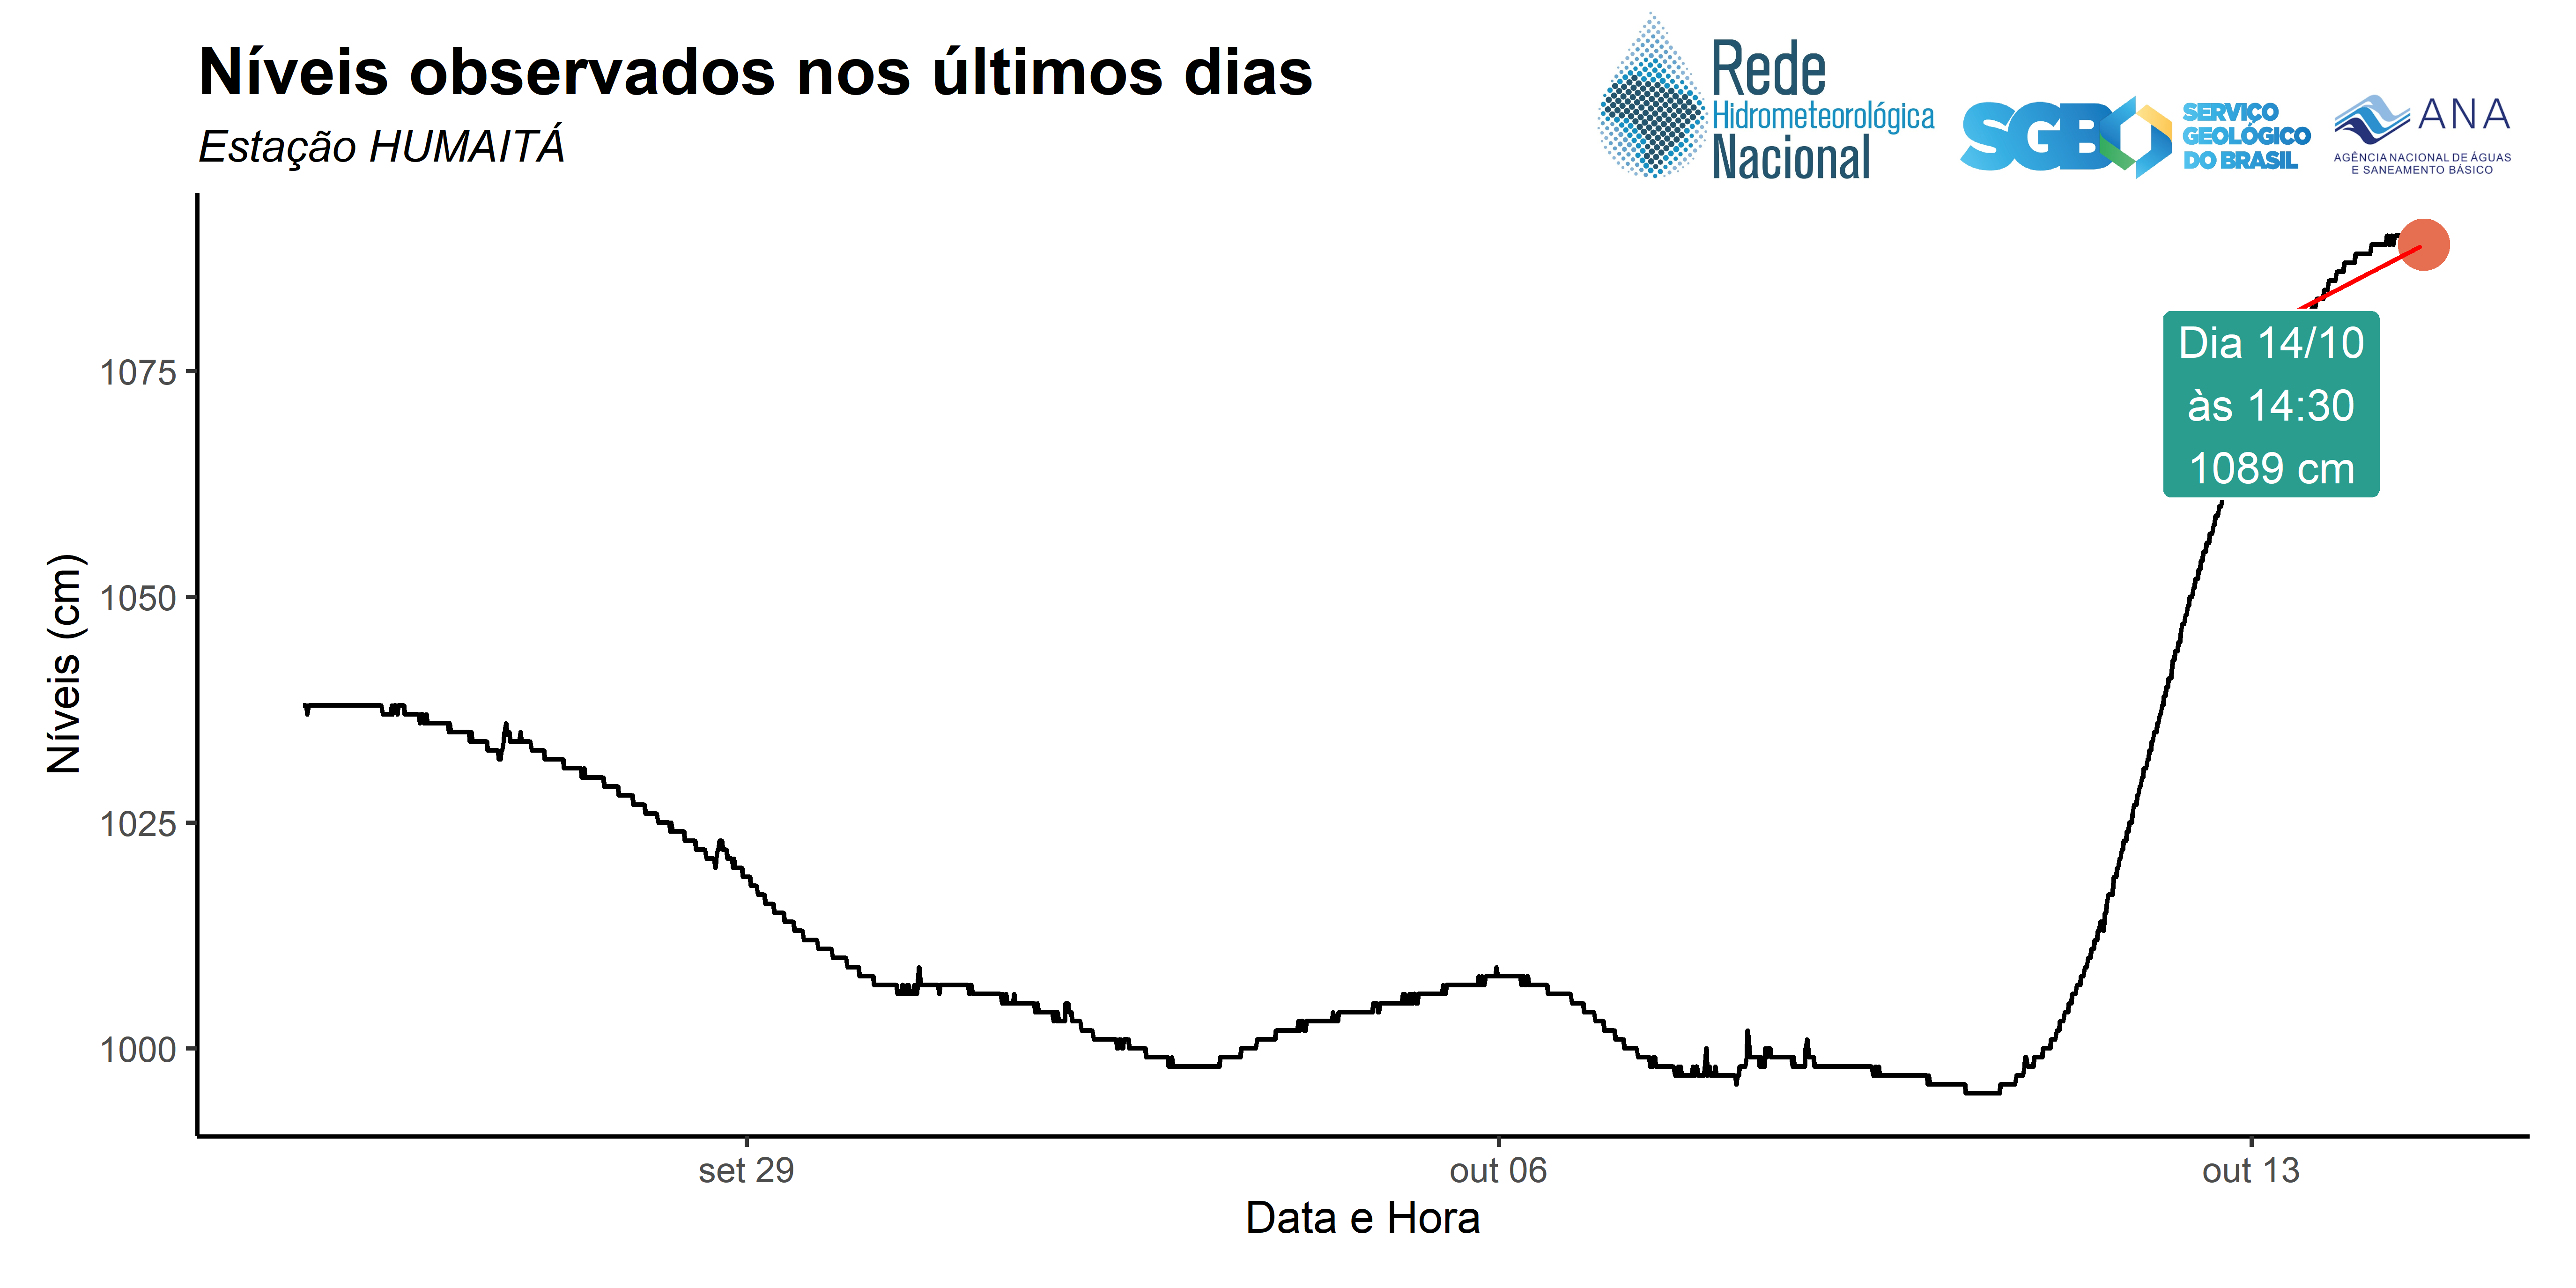 Níveis observados nos últimos dias
Estação HUMAITÁ
Rede
Hidrometeorológica
Nacional
SGB
SERVIÇO
GEOLÓGICO
DO BRASIL
ANA
AGÊNCIA NACIONAL DE ÁGUAS
E SANEAMENTO BÁSICO
Níveis (cm)
1075
1050
1025
1000
Dia 14/10
às 14:30
1089 cm
set 29
out 06
out 13
Data e Hora